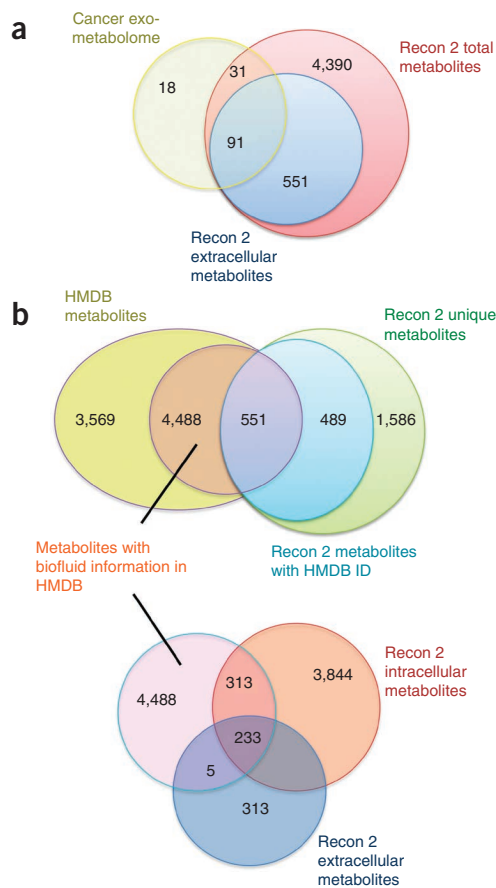 a
Cancer exo-
metabolome
18
31
4,390
Recon 2 total
metabolites
91
551
Recon 2
extracellular
metabolites
b
HMDB
metabolites
Recon 2 unique
metabolites
3,569
4,488
551
489
1,586
Metabolites with
biofluid information in
HMDB
Recon 2 metabolites
with HMDB ID
4,488
313
3,844
Recon 2
intracellular
metabolites
233
5
313
Recon 2
extracellular
metabolites